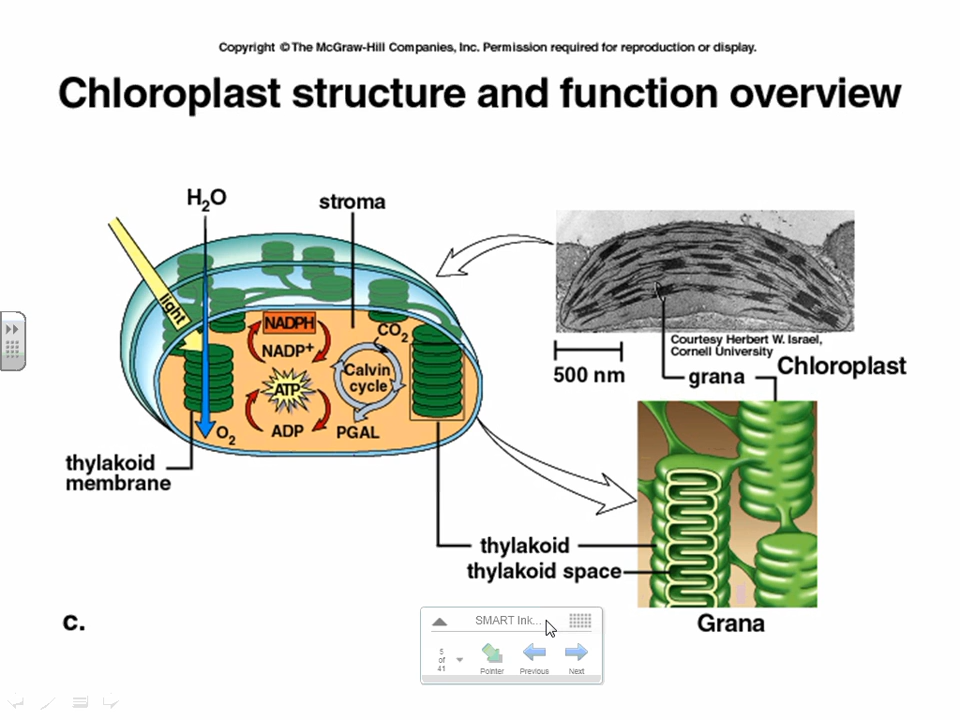 Copyright © The McGraw-Hill Companies, Inc. Permission required for reproduction or display.
Chloroplast structure and function overview
H₂O
stroma
light
NADPH
NADP⁺
CO₂
Calvin
cycle
ATP
ADP
PGAL
O₂
thylakoid
membrane
Courtesy Herbert W. Israel,
Cornell University
500 nm
Chloroplast
grana
thylakoid
thylakoid space
Grana
c.
SMART Ink...
5
of
41
Pointer
Previous
Next